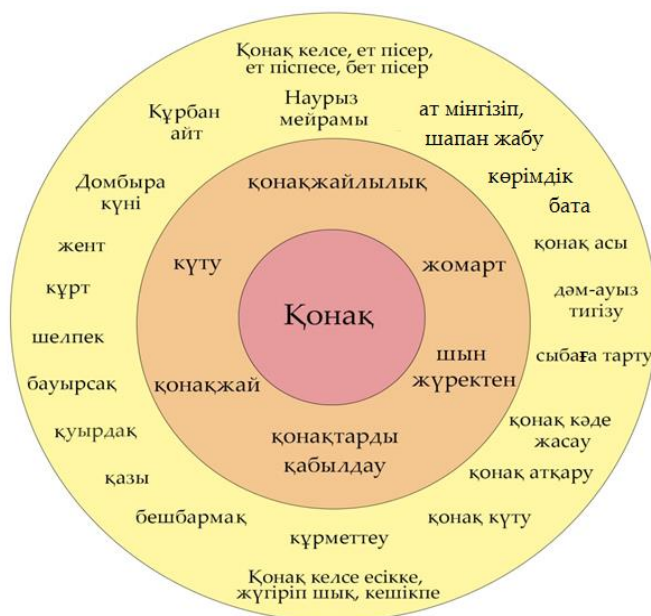 Қонақ келсе, ет пісер,
ет піспесе, бет пісер
Наурыз
мейрамы
ат мінгізіп,
шапан жабу
Құрбан
айт
көрімдік
бата
Домбыра
күні
қонақжайлылық
жент
күту
жомарт
қонақ асы
құрт
Қонақ
дәм-ауыз
тигізу
шелпек
сыбаға тарту
бауырсақ
қонақжай
шын
жүректен
қуырдақ
қонақтарды
қабылдау
қонақ кәде
жасау
қазы
қонақ атқару
бешбармақ
құрметтеу
қонақ күту
Қонақ келсе есікке,
жүгіріп шық, кешікпе